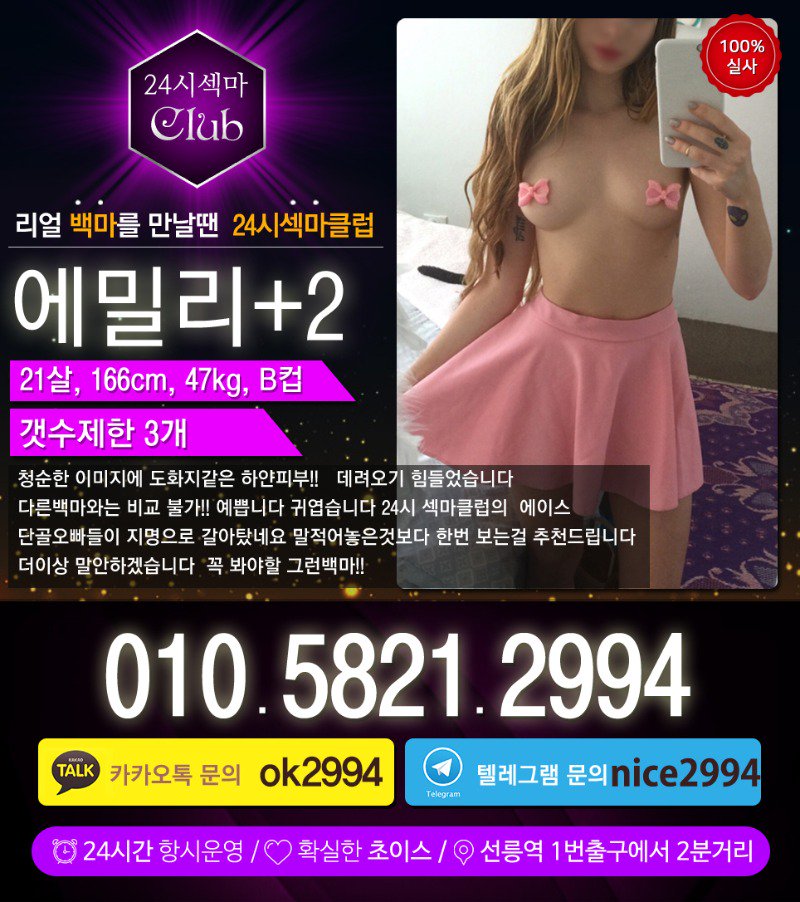 24시섹마
Club
100%
실사
리얼 백마를 만날땐 24시섹마클럽
에밀리+2
21살, 166cm, 47kg, B컵
갯수제한 3개
청순한 이미지에 도화지같은 하얀피부!! 데려오기 힘들었습니다
다른백마와는 비교 불가!! 예쁩니다 귀엽습니다 24시 섹마클럽의 에이스
단골오빠들이 지명으로 갈아탔네요 말적어놓은것보다 한번 보는걸 추천드립니다
더이상 말안하겠습니다 꼭 봐야할 그런백마!!
010.5821.2994
TALK 카카오톡 문의 ok2994
Telegram 텔레그램 문의 nice2994
24시간 항시운영 / 확실한 초이스 / 선릉역 1번출구에서 2분거리